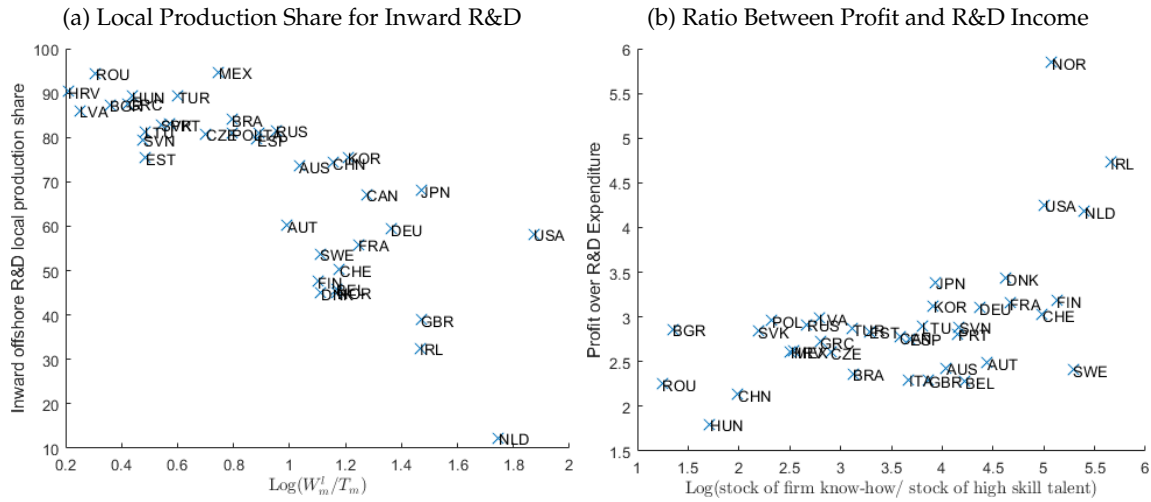 (a) Local Production Share for Inward R&D
Inward offshore R&D local production share
100
90
80
70
60
50
40
30
20
10
ROU
MEX
HRV
HUN
TUR
LVA
BGR
GRC
BRA
SVK
PRT
LTU
CZE
POL
ITA
RUS
SVN
ESP
EST
KOR
CHN
AUS
JPN
CAN
AUT
DEU
USA
FRA
SWE
CHE
FIN
BEL
DNK
NOR
GBR
IRL
NLD
0.2 0.4 0.6 0.8 1 1.2 1.4 1.6 1.8 2
Log(W_m^l/T_m)
(b) Ratio Between Profit and R&D Income
Profit over R&D Expenditure
6
5.5
5
4.5
4
3.5
3
2.5
2
1.5
NOR
IRL
USA
NLD
DNK
JPN
FIN
FRA
KOR
DEU
CHE
LVA
POL
RUS
LTU
SVN
BGR
SVK
TUR
EST
PRT
CAN
ESP
GRC
MEX
CZE
AUT
AUS
SWE
BRA
ITA
GBR
BEL
ROU
CHN
HUN
1 1.5 2 2.5 3 3.5 4 4.5 5 5.5 6
Log(stock of firm know-how/ stock of high skill talent)